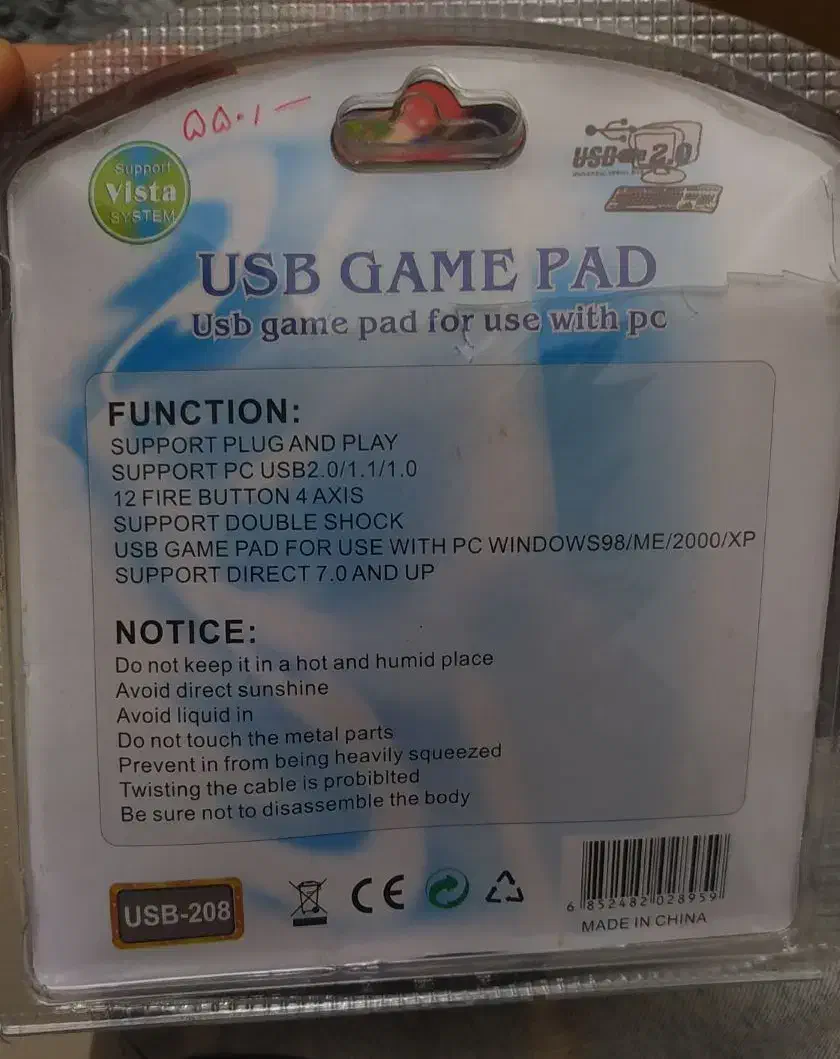 Support
Vista
SYSTEM
USB 2.0
USB GAME PAD
Usb game pad for use with pc
FUNCTION:
SUPPORT PLUG AND PLAY
SUPPORT PC USB2.0/1.1/1.0
12 FIRE BUTTON 4 AXIS
SUPPORT DOUBLE SHOCK
USB GAME PAD FOR USE WITH PC WINDOWS98/ME/2000/XP
SUPPORT DIRECT 7.0 AND UP
NOTICE:
Do not keep it in a hot and humid place
Avoid direct sunshine
Avoid liquid in
Do not touch the metal parts
Prevent in from being heavily squeezed
Twisting the cable is probiblted
Be sure not to disassemble the body
USB-208
CE
6 852482 028959
MADE IN CHINA